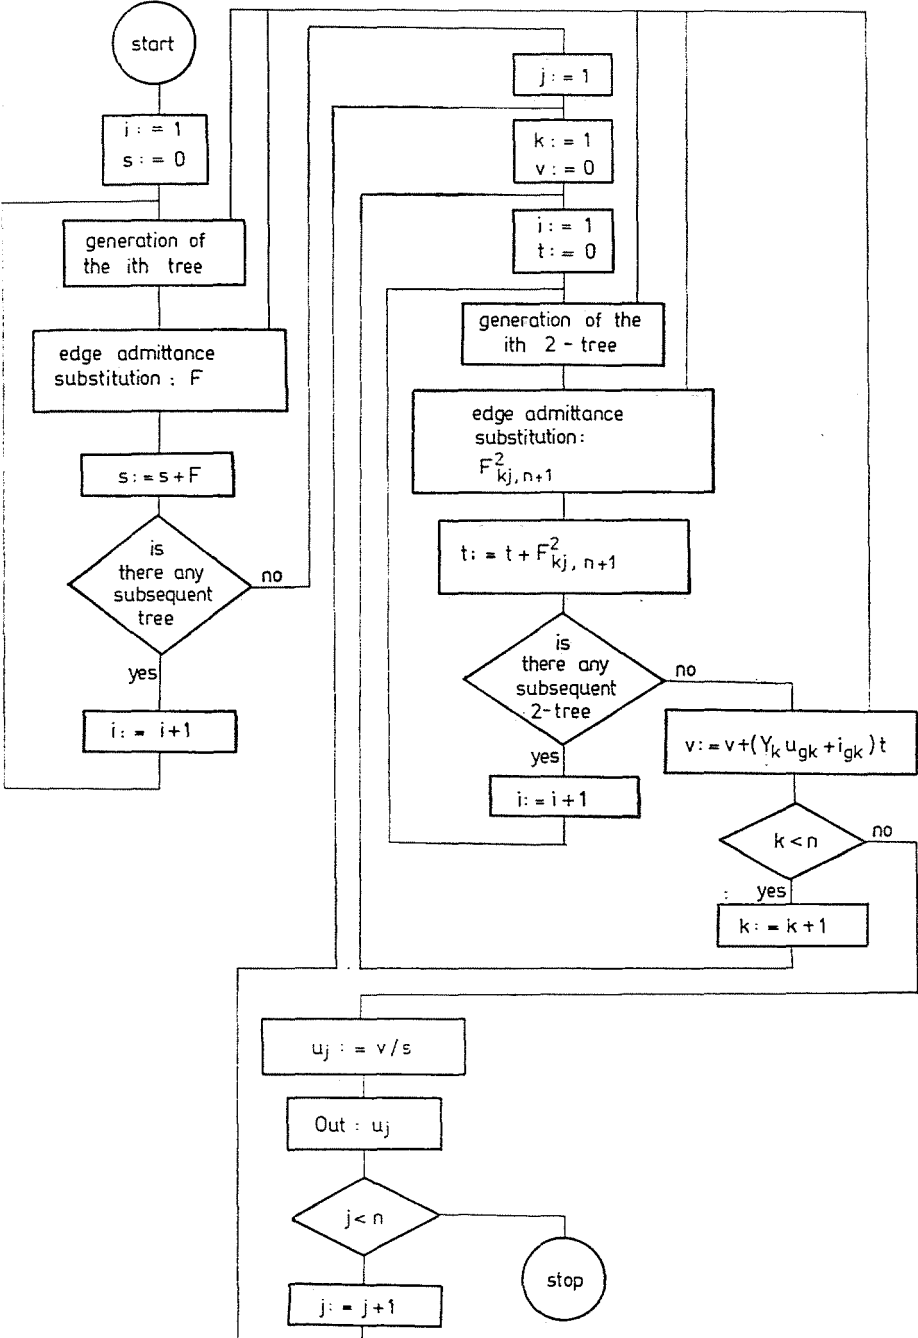 start
i: = 1
s: = 0
generation of
the ith tree
edge admittance
substitution : F
s: = s+F
is
there any
subsequent
tree
no
yes
i: = i+1
j: = 1
k: = 1
v: = 0
i: = 1
t: = 0
generation of the
ith 2 - tree
edge admittance
substitution:
F²kj, n+1
t: = t + F²kj, n+1
is
there any
subsequent
2-tree
no
yes
i: = i+1
v: = v+(Yk ugk + igk) t
k < n
no
yes
k: = k+1
uj : = v/s
Out : uj
j < n
stop
j: = j+1